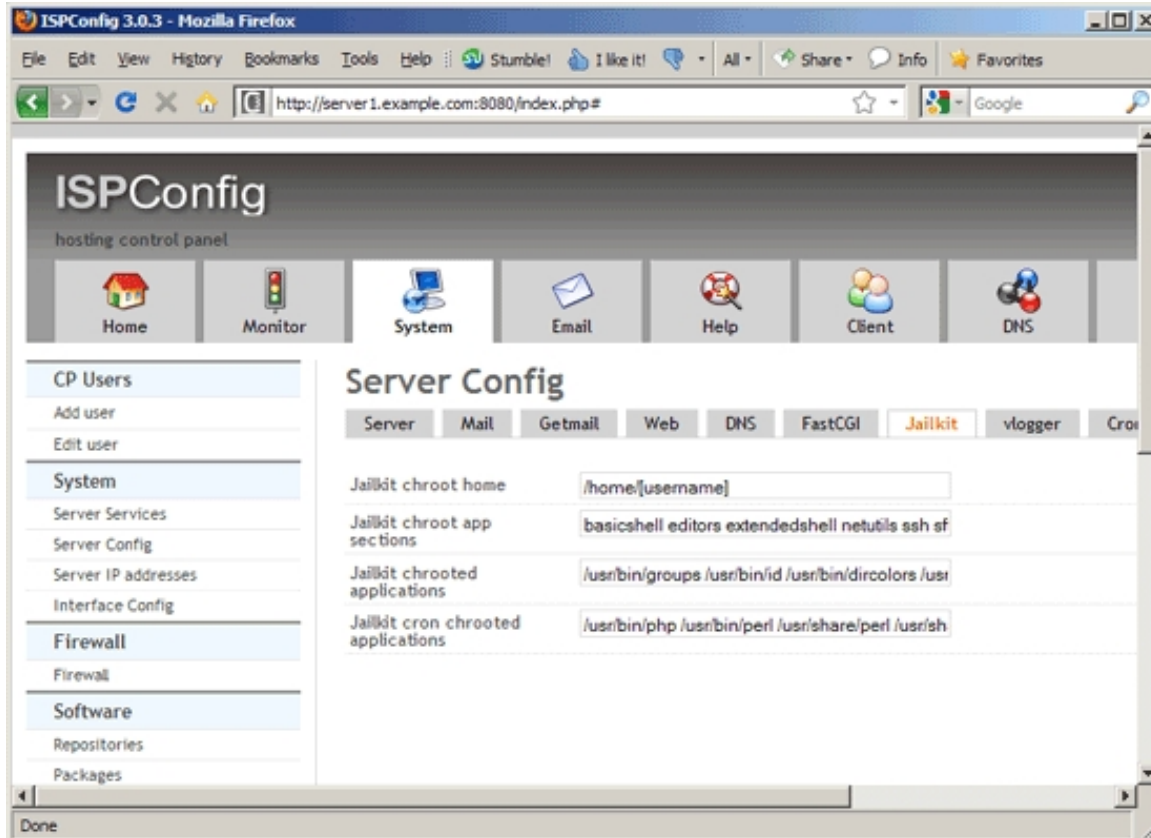 ISPConfig 3.0.3 - Mozilla Firefox
File Edit View History Bookmarks Tools Help Stumble! I like it! All Share Info Favorites
http://server1.example.com:8080/index.php# Google
ISPConfig
hosting control panel
Home Monitor System Email Help Client DNS
CP Users
Add user
Edit user
System
Server Services
Server Config
Server IP addresses
Interface Config
Firewall
Firewall
Software
Repositories
Packages
Server Config
Server Mail Getmail Web DNS FastCGI Jailkit vlogger Cro
Jailkit chroot home /home/[username]
Jailkit chroot app sections basicshell editors extendedshell netutils ssh sf
Jailkit chrooted applications /usr/bin/groups /usr/bin/id /usr/bin/dircolors /usr
Jailkit cron chrooted applications /usr/bin/php /usr/bin/perl /usr/share/perl /usr/sh
Done